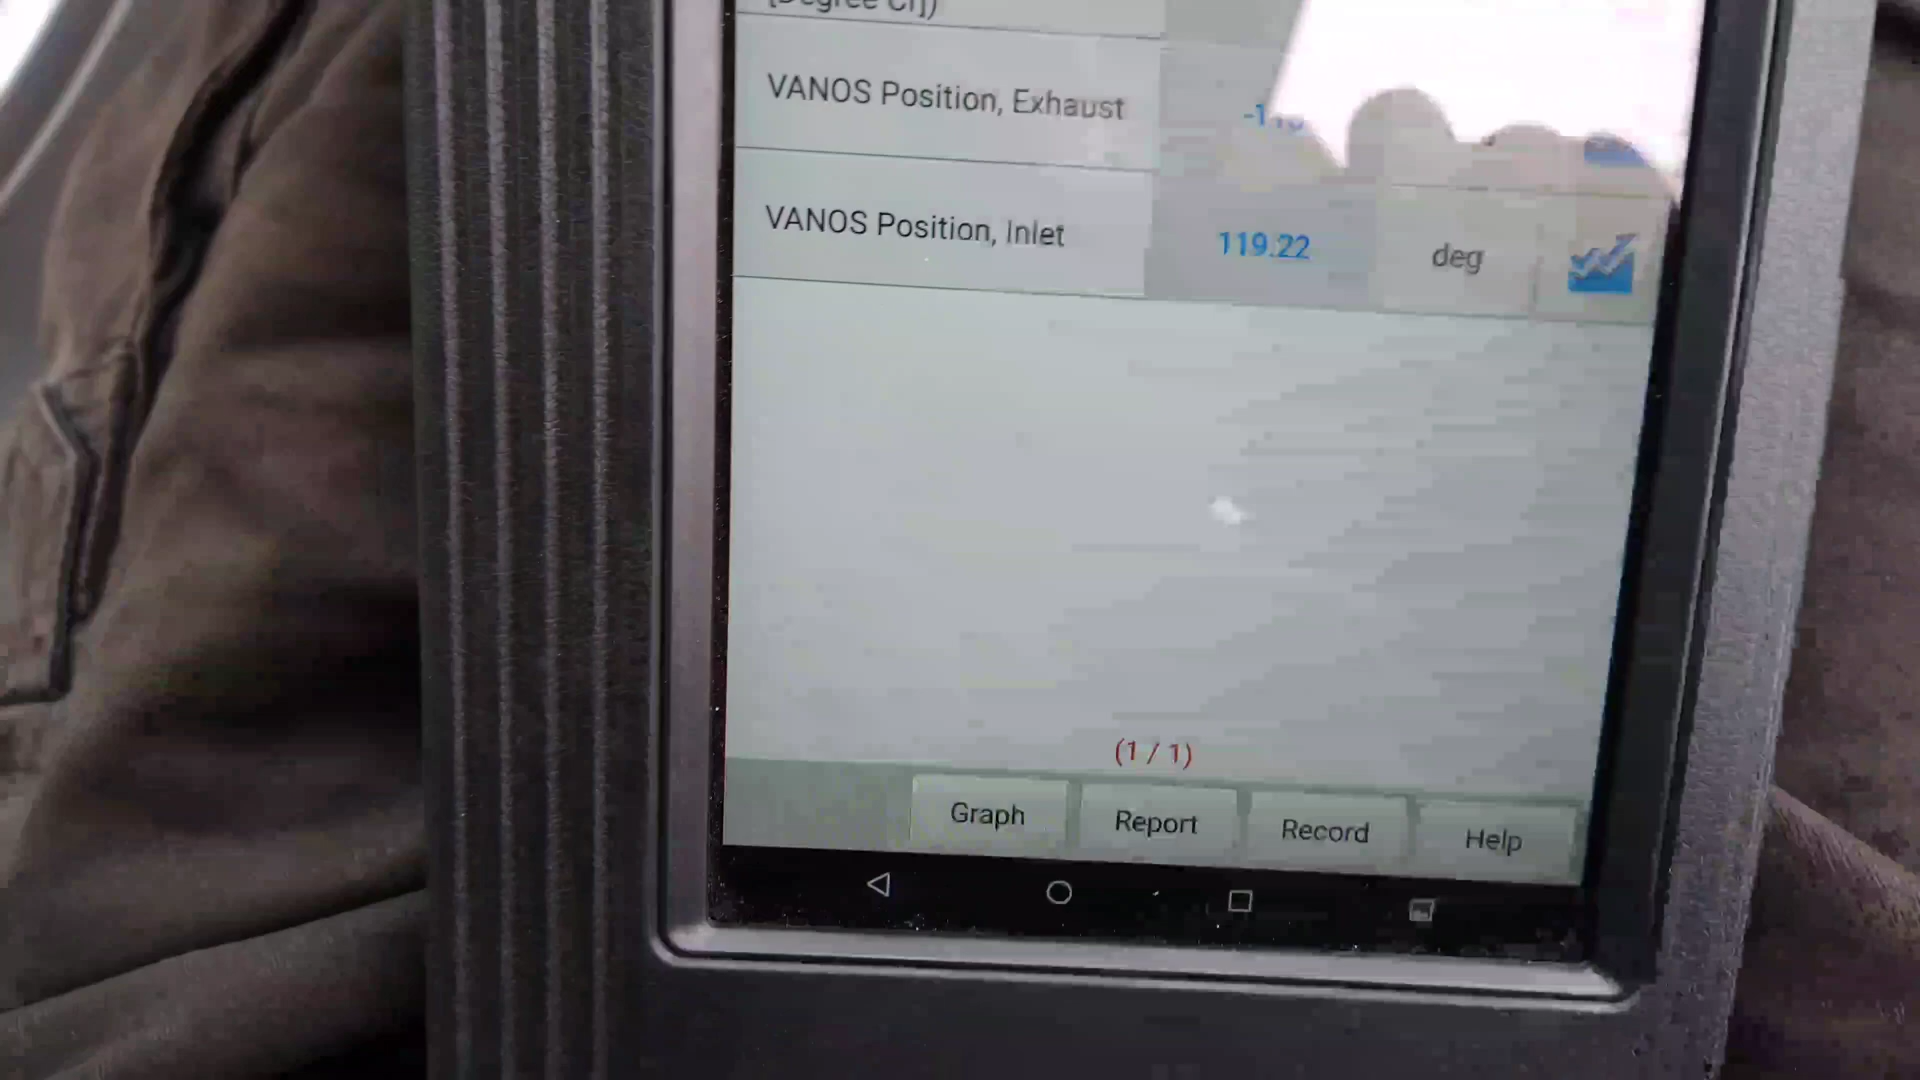 VANOS Position, Exhaust
VANOS Position, Inlet 119.22 deg
(1 / 1)
Graph Report Record Help